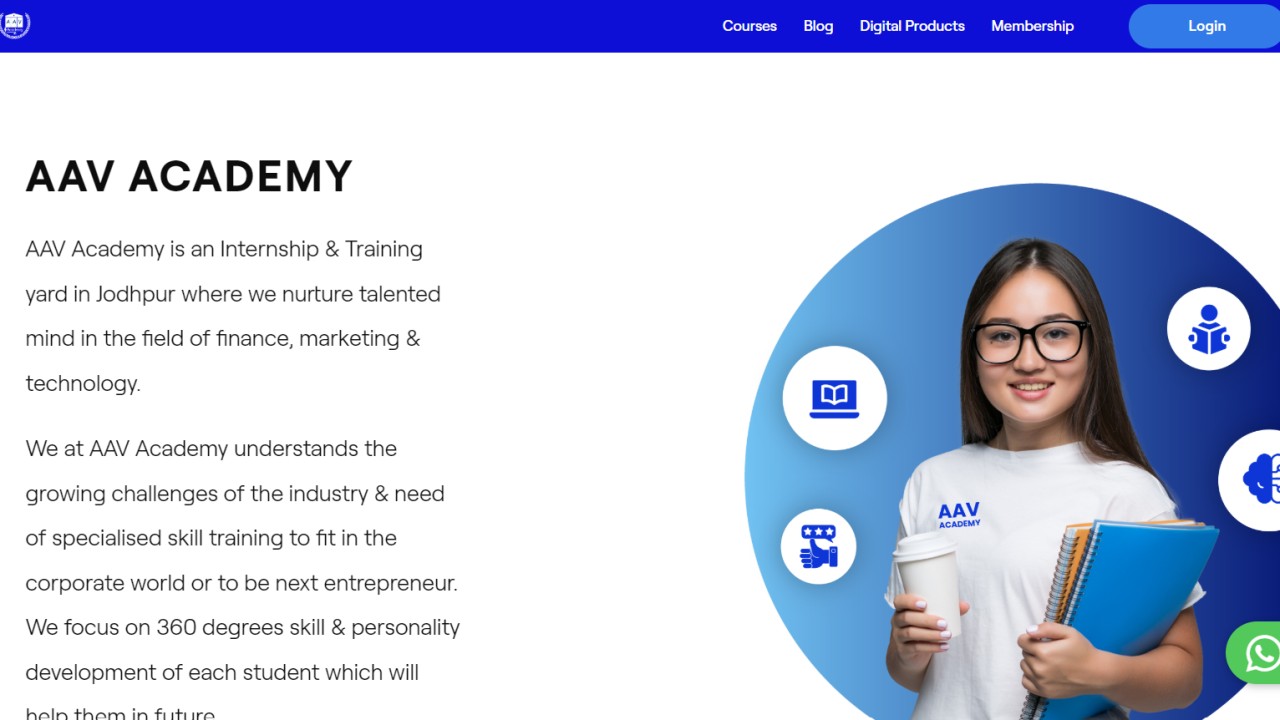 Courses Blog Digital Products Membership Login
AAV ACADEMY
AAV Academy is an Internship & Training
yard in Jodhpur where we nurture talented
mind in the field of finance, marketing &
technology.
We at AAV Academy understands the
growing challenges of the industry & need
of specialised skill training to fit in the
corporate world or to be next entrepreneur.
We focus on 360 degrees skill & personality
development of each student which will
help them in future
AAV
ACADEMY